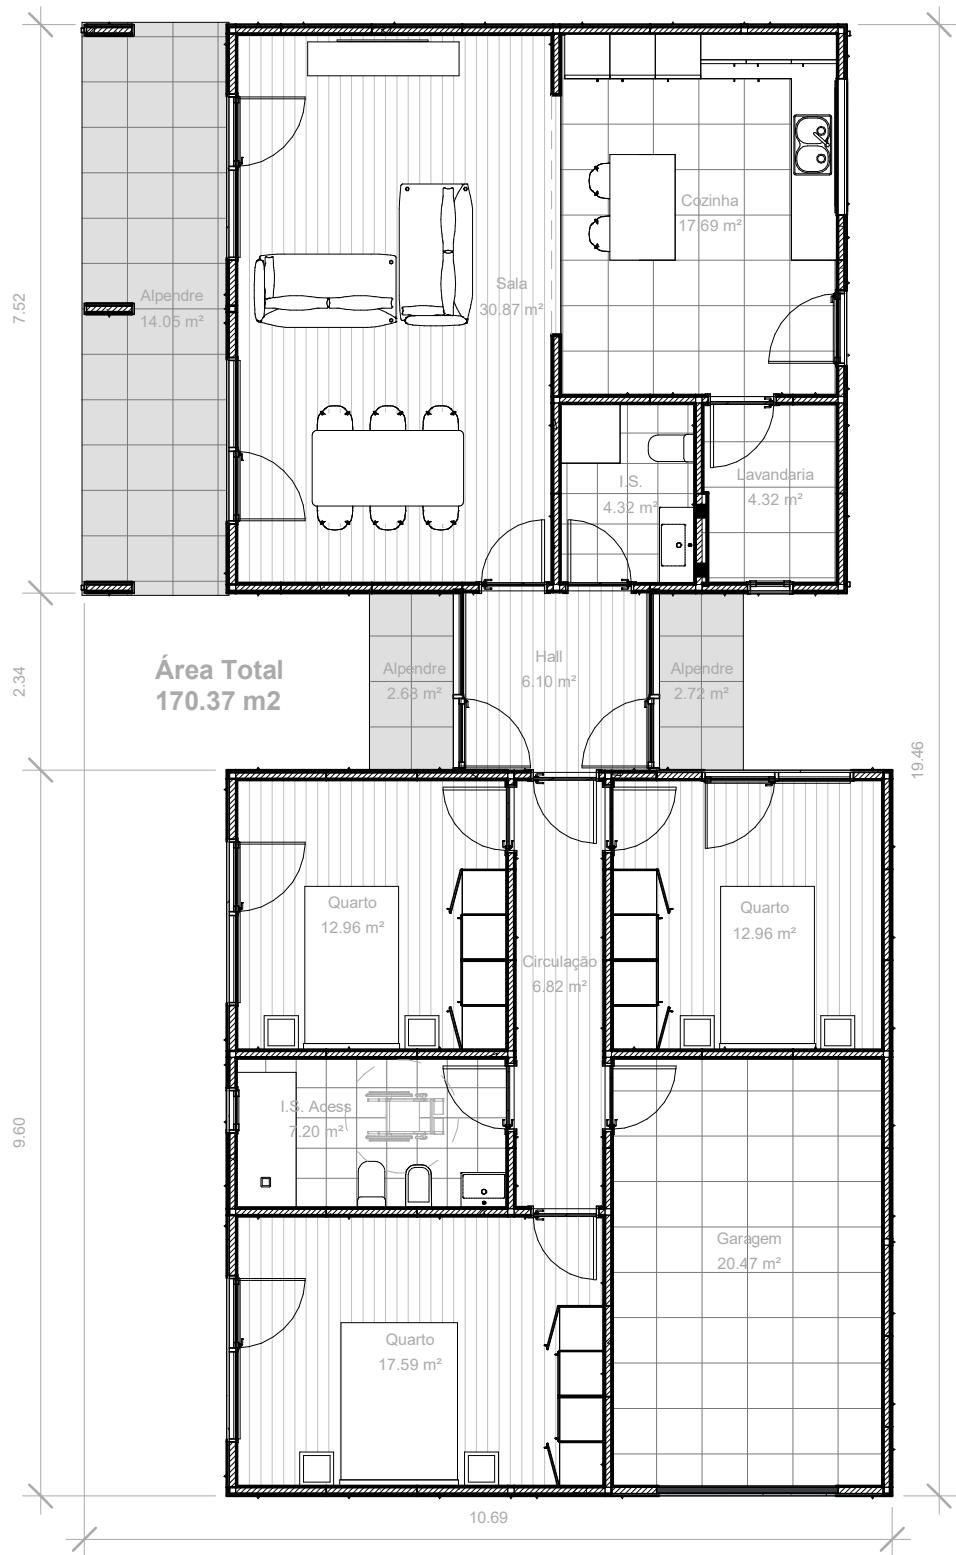 Cozinha
17.69 m²
Sala
30.87 m²
Alpendre
14.05 m²
7.52
I.S.
4.32 m²
Lavandaria
4.32 m²
Área Total
170.37 m2
2.34
Alpendre
2.68 m²
Hall
6.10 m²
Alpendre
2.72 m²
19.46
Quarto
12.96 m²
Quarto
12.96 m²
Circulação
6.82 m²
I.S. Acess
7.20 m²
9.60
Garagem
20.47 m²
Quarto
17.59 m²
10.69